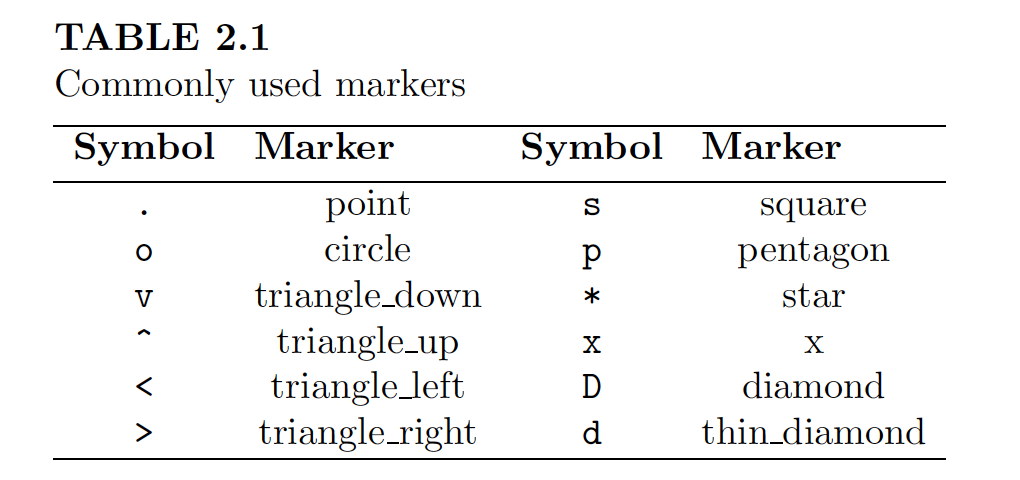 TABLE 2.1
Commonly used markers
Symbol Marker Symbol Marker
. point s square
o circle p pentagon
v triangle_down * star
^ triangle_up x x
< triangle_left D diamond
> triangle_right d thin_diamond